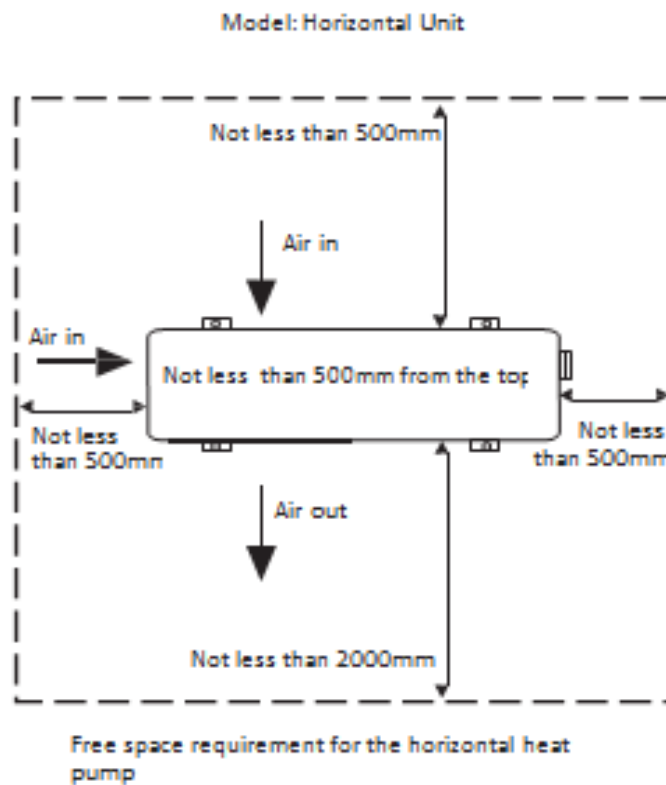 Model: Horizontal Unit
Not less than 500mm
Air in
Air in
Not less than 500mm from the top
Not less
than 500mm
Not less
than 500mm
Air out
Not less than 2000mm
Free space requirement for the horizontal heat
pump